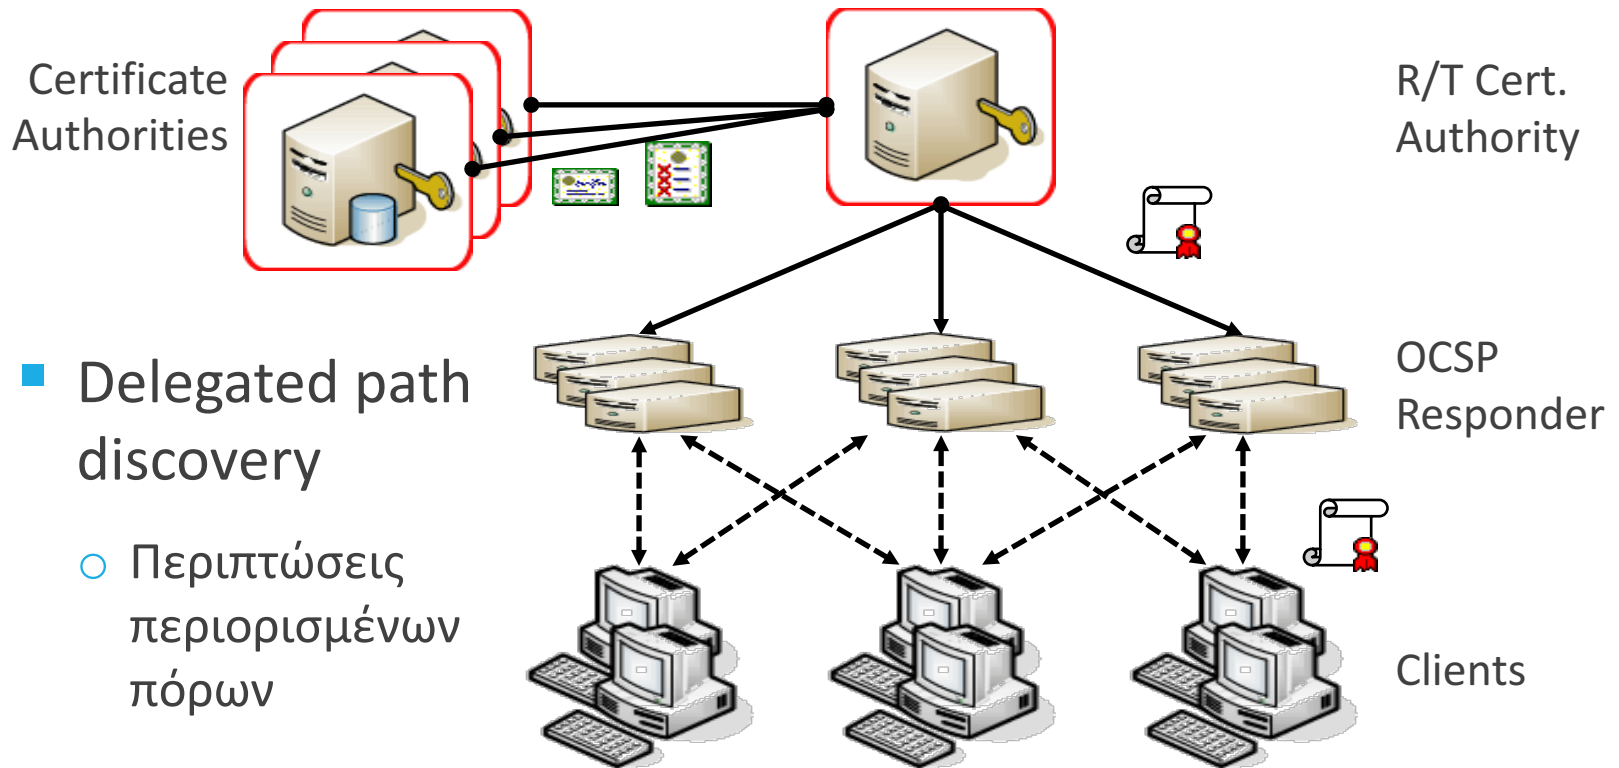 Certificate
Authorities
R/T Cert.
Authority
Delegated path
discovery
Περιπτώσεις
περιορισμένων
πόρων
OCSP
Responder
Clients